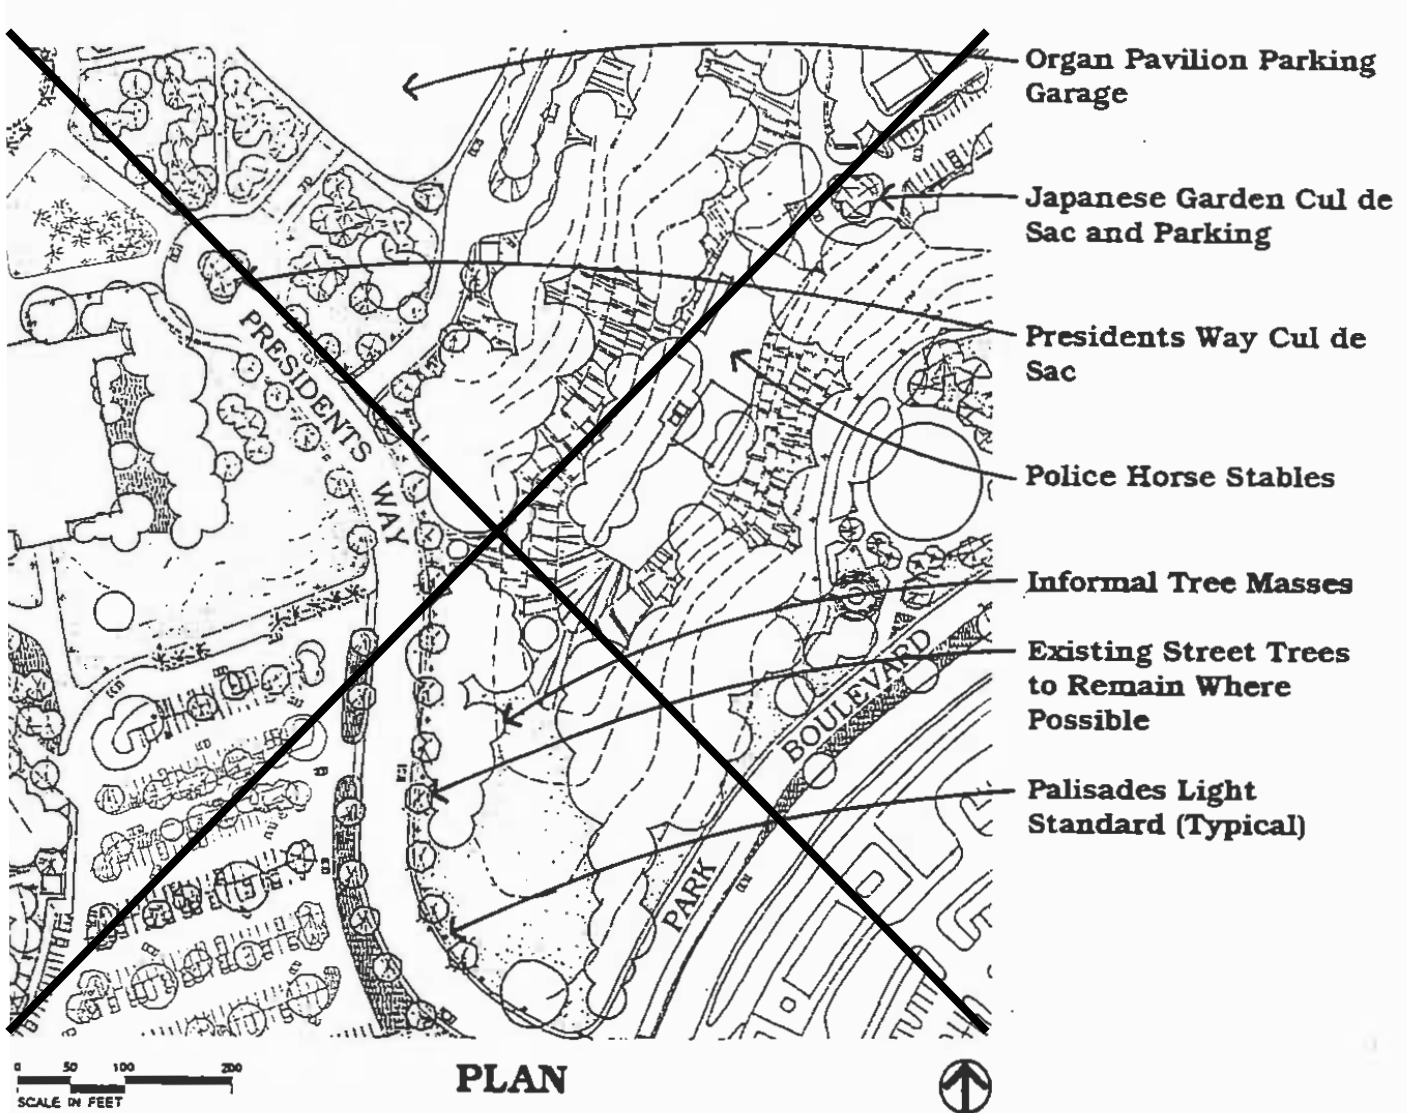 Organ Pavilion Parking
Garage
Japanese Garden Cul de
Sac and Parking
Presidents Way Cul de
Sac
Police Horse Stables
Informal Tree Masses
Existing Street Trees
to Remain Where
Possible
Palisades Light
Standard (Typical)
PRESIDENTS WAY
PARK BOULEVARD
0 50 100 200
SCALE IN FEET
PLAN